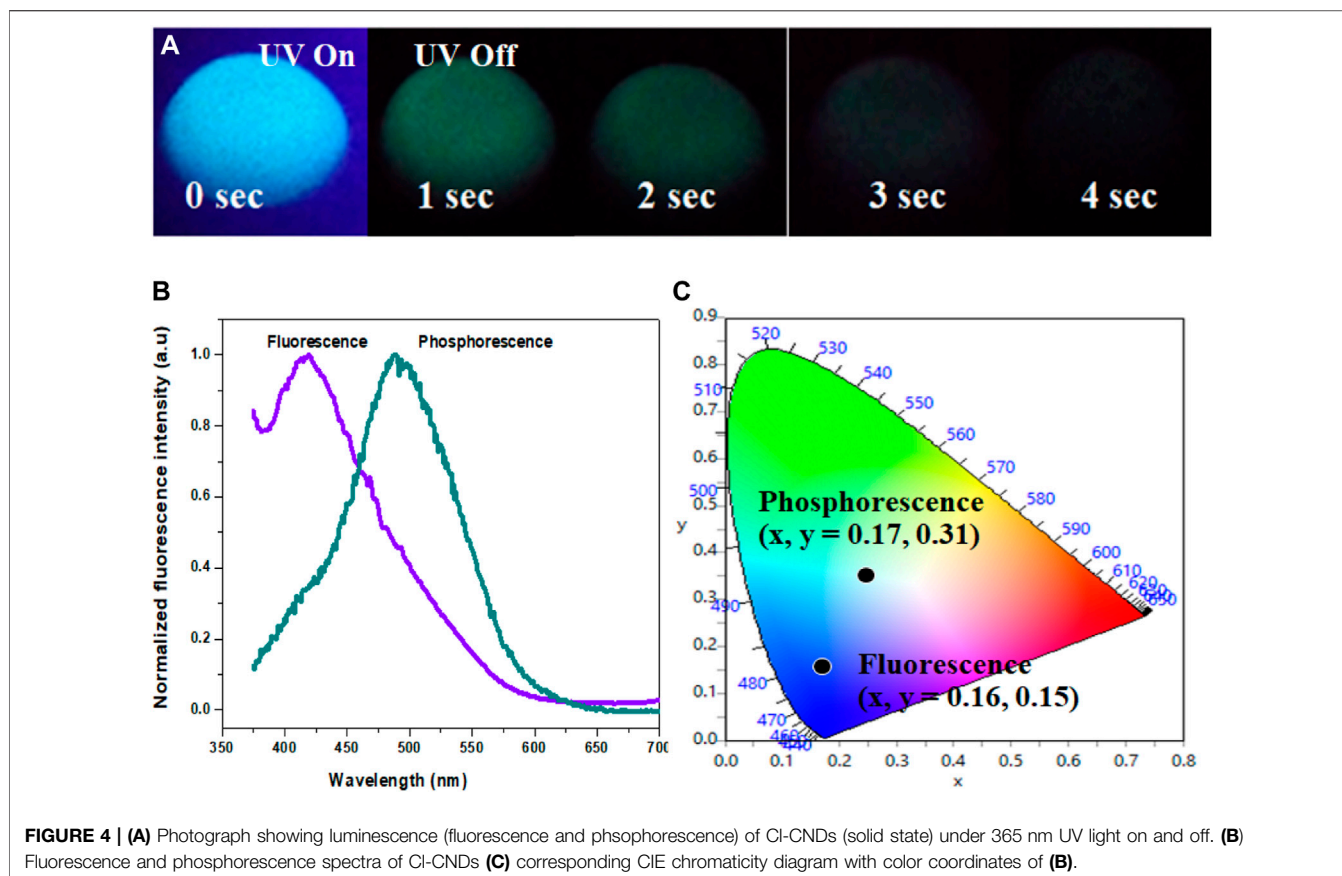 A
UV On
UV Off
0 sec
1 sec
2 sec
3 sec
4 sec
B
Fluorescence
Phosphorescence
Normalized fluorescence intensity (a.u)
1.0
0.8
0.6
0.4
0.2
0.0
350 400 450 500 550 600 650 700
Wavelength (nm)
C
0.9
0.8
0.7
0.6
0.5
0.4
0.3
0.2
0.1
0.0
y
520
530
540
550
560
570
580
590
600
610
620
630
650
510
500
490
480
470
460
440
Phosphorescence
(x, y = 0.17, 0.31)
Fluorescence
(x, y = 0.16, 0.15)
0.0 0.1 0.2 0.3 0.4 0.5 0.6 0.7 0.8
x
FIGURE 4 | (A) Photograph showing luminescence (fluorescence and phsophorescence) of Cl-CNDs (solid state) under 365 nm UV light on and off. (B)
Fluorescence and phosphorescence spectra of Cl-CNDs (C) corresponding CIE chromaticity diagram with color coordinates of (B).